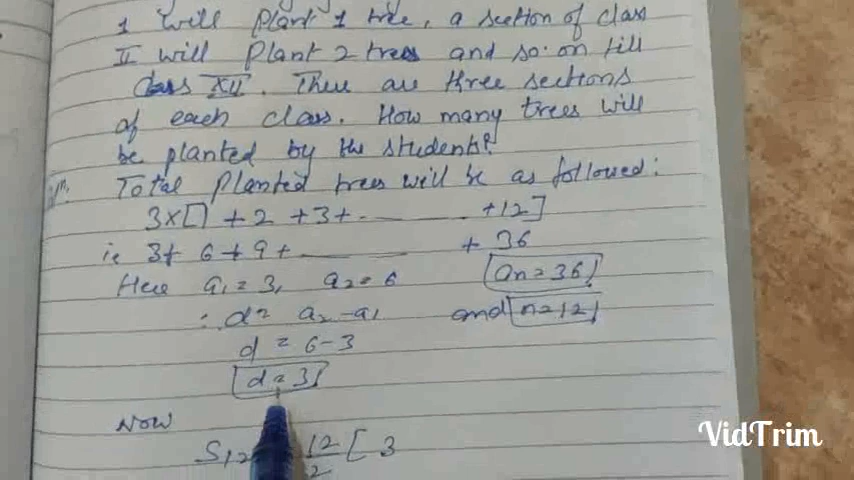 1 will plant 1 tree, a section of class
II will plant 2 trees and so on till
Class XII. There are three sections
of each class. How many trees will
be planted by the students?
Total planted trees will be as followed:
3×[1 + 2 + 3 + - - - - - +12]
ie 3+ 6 + 9 + - - - - - + 36
Here a₁ = 3, a₂ = 6 [an = 36]
∴ d = a₂ - a₁ and [n = 12]
d = 6 - 3
[d = 3]
Now
S₁₂ 12/2 [ 3
VidTrim